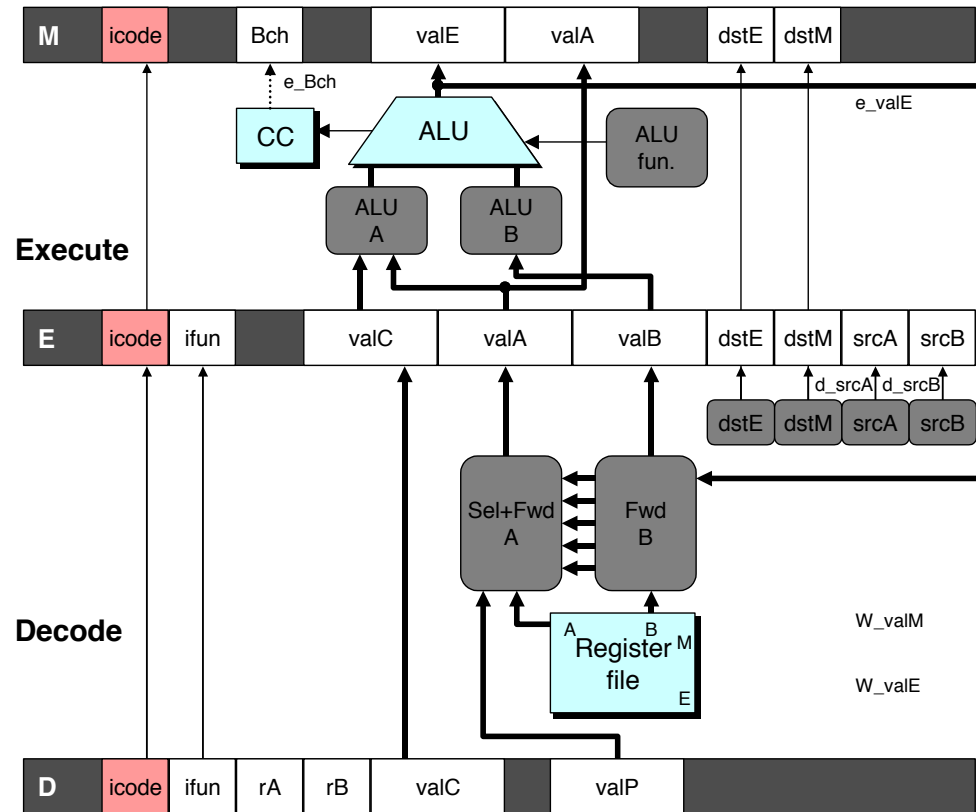 M icode Bch valE valA dstE dstM
e_Bch
e_valE
CC
ALU
ALU
fun.
ALU
A
ALU
B
Execute
E icode ifun valC valA valB dstE dstM srcA srcB
d_srcA d_srcB
dstE dstM srcA srcB
Sel+Fwd
A
Fwd
B
Decode
A B
Register M
file
E
W_valM
W_valE
D icode ifun rA rB valC valP